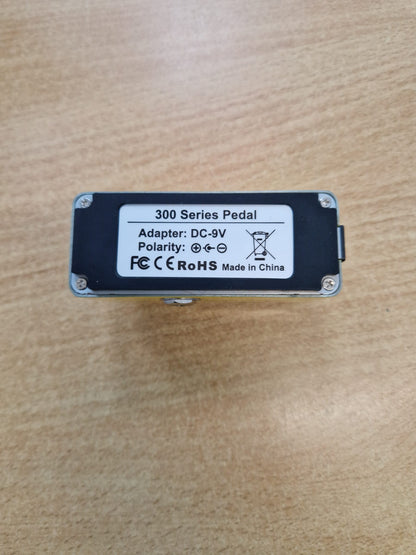 300 Series Pedal
Adapter: DC-9V
Polarity:
FC CE RoHS Made in China